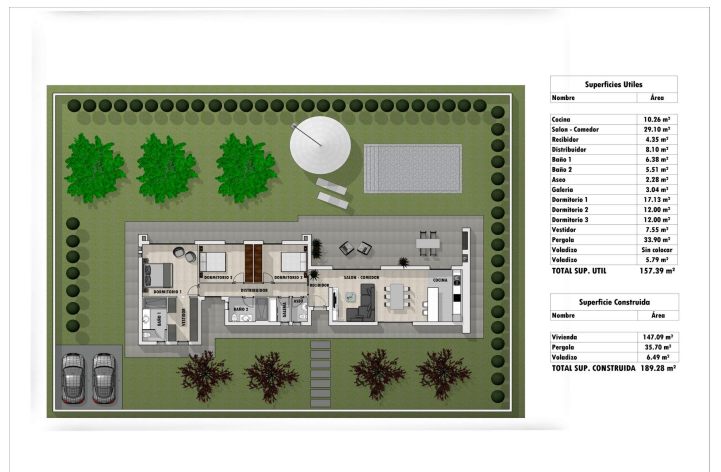 Superficies Utiles
Nombre Área
Cocina 10.26 m²
Salon - Comedor 29.10 m²
Recibidor 4.35 m²
Distribuidor 8.10 m²
Baño 1 6.38 m²
Baño 2 5.51 m²
Aseo 2.28 m²
Galeria 3.04 m²
Dormitorio 1 17.13 m²
Dormitorio 2 12.00 m²
Dormitorio 3 12.00 m²
Vestidor 7.55 m²
Pergola 33.90 m²
Voladizo Sin colocar
Voladizo 5.79 m²
TOTAL SUP. UTIL 157.39 m²
Superficie Construida
Nombre Área
Vivienda 147.09 m²
Pergola 35.70 m²
Voladizo 6.49 m²
TOTAL SUP. CONSTRUIDA 189.28 m²
DORMITORIO 3
DORMITORIO 2
DORMITORIO 1
DISTRIBUIDOR
RECIBIDOR
SALON - COMEDOR
COCINA
BAÑO 1
VESTIDOR
BAÑO 2
GALERIA
ASEO